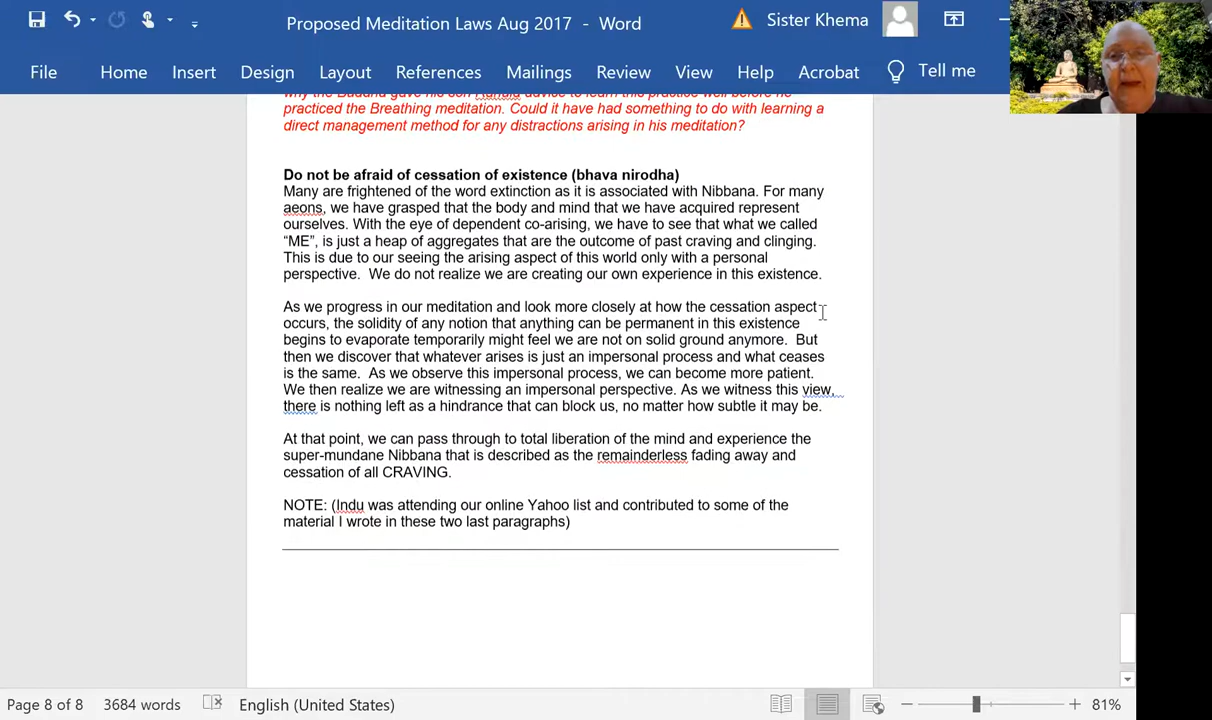 Proposed Meditation Laws Aug 2017 - Word
Sister Khema
File Home Insert Design Layout References Mailings Review View Help Acrobat Tell me
why the Buddha gave his son Rahula advice to learn this practice well before he
practiced the Breathing meditation. Could it have had something to do with learning a
direct management method for any distractions arising in his meditation?
Do not be afraid of cessation of existence (bhava nirodha)
Many are frightened of the word extinction as it is associated with Nibbana. For many
aeons, we have grasped that the body and mind that we have acquired represent
ourselves. With the eye of dependent co-arising, we have to see that what we called
“ME”, is just a heap of aggregates that are the outcome of past craving and clinging.
This is due to our seeing the arising aspect of this world only with a personal
perspective. We do not realize we are creating our own experience in this existence.
As we progress in our meditation and look more closely at how the cessation aspect
occurs, the solidity of any notion that anything can be permanent in this existence
begins to evaporate temporarily might feel we are not on solid ground anymore. But
then we discover that whatever arises is just an impersonal process and what ceases
is the same. As we observe this impersonal process, we can become more patient.
We then realize we are witnessing an impersonal perspective. As we witness this view,
there is nothing left as a hindrance that can block us, no matter how subtle it may be.
At that point, we can pass through to total liberation of the mind and experience the
super-mundane Nibbana that is described as the remainderless fading away and
cessation of all CRAVING.
NOTE: (Indu was attending our online Yahoo list and contributed to some of the
material I wrote in these two last paragraphs)
Page 8 of 8 3684 words English (United States) 81%